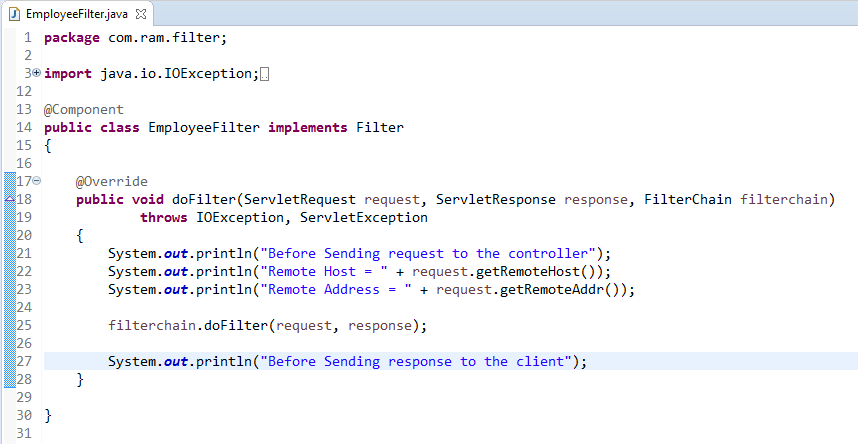 EmployeeFilter.java
1 package com.ram.filter;
2
3 import java.io.IOException;
12
13 @Component
14 public class EmployeeFilter implements Filter
15 {
16
17 @Override
18 public void doFilter(ServletRequest request, ServletResponse response, FilterChain filterchain)
19 throws IOException, ServletException
20 {
21 System.out.println("Before Sending request to the controller");
22 System.out.println("Remote Host = " + request.getRemoteHost());
23 System.out.println("Remote Address = " + request.getRemoteAddr());
24
25 filterchain.doFilter(request, response);
26
27 System.out.println("Before Sending response to the client");
28 }
29
30 }
31